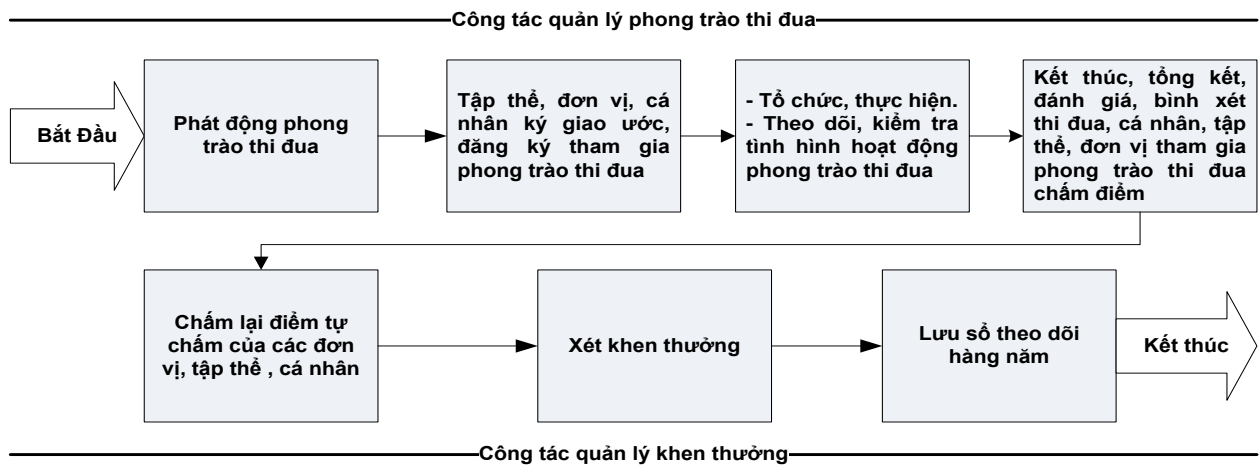 Công tác quản lý phong trào thi đua
Bắt Đầu
Phát động phong
trào thi đua
Tập thể, đơn vị, cá
nhân ký giao ước,
đăng ký tham gia
phong trào thi đua
- Tổ chức, thực hiện.
- Theo dõi, kiểm tra
tình hình hoạt động
phong trào thi đua
Kết thúc, tổng kết,
đánh giá, bình xét
thi đua, cá nhân, tập
thể, đơn vị tham gia
phong trào thi đua
chấm điểm
Chấm lại điểm tự
chấm của các đơn
vị, tập thể , cá nhân
Xét khen thưởng
Lưu sổ theo dõi
hàng năm
Kết thúc
Công tác quản lý khen thưởng